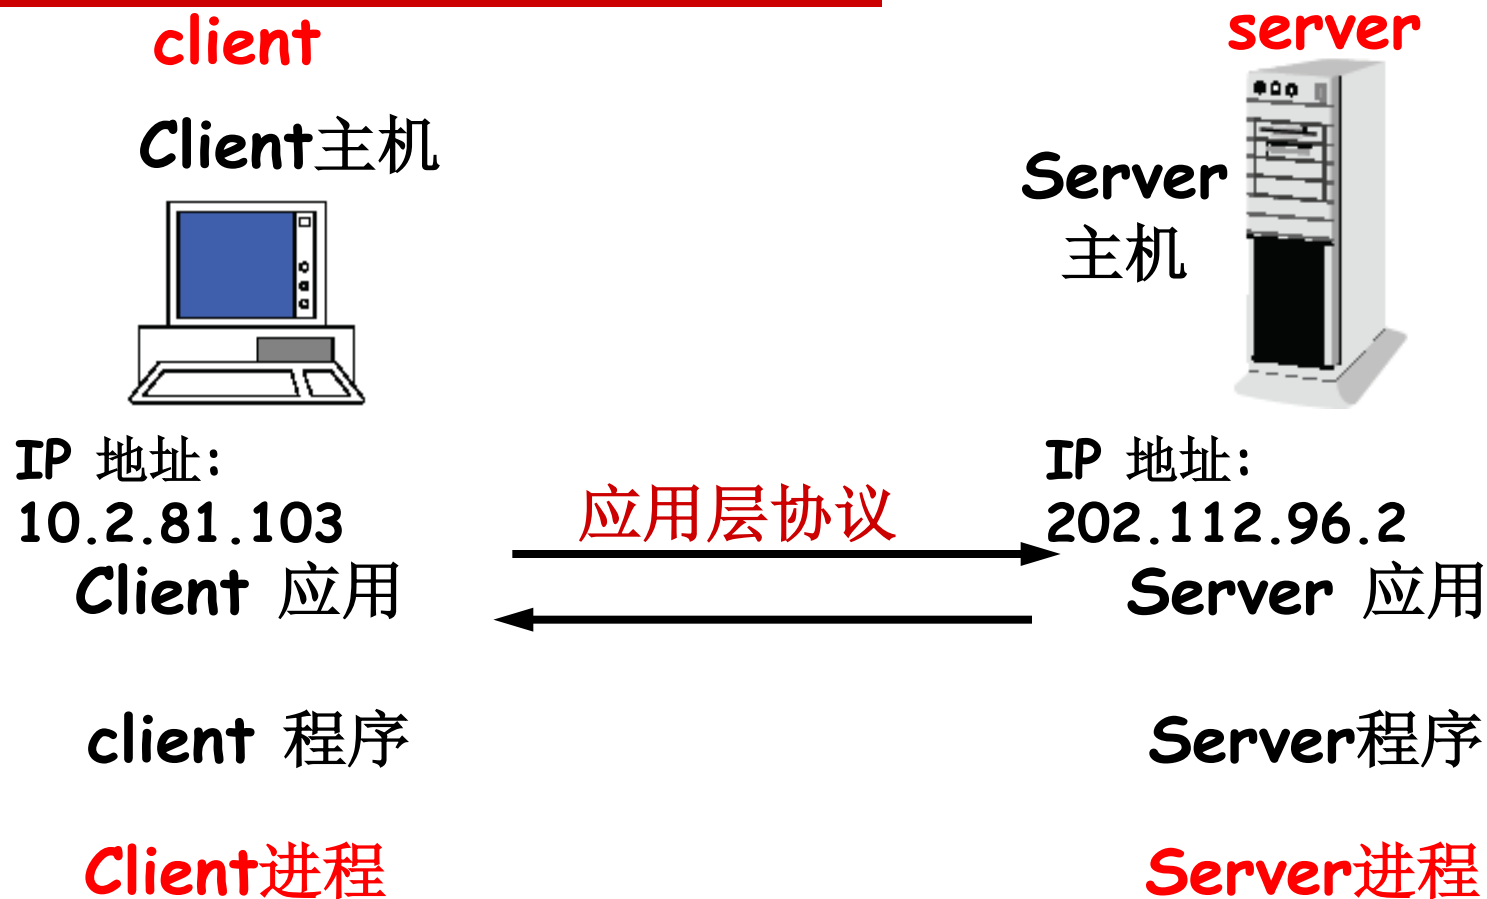 client
server
Client主机
Server
主机
IP 地址:
10.2.81.103
Client 应用
应用层协议
IP 地址:
202.112.96.2
Server 应用
client 程序
Server程序
Client进程
Server进程